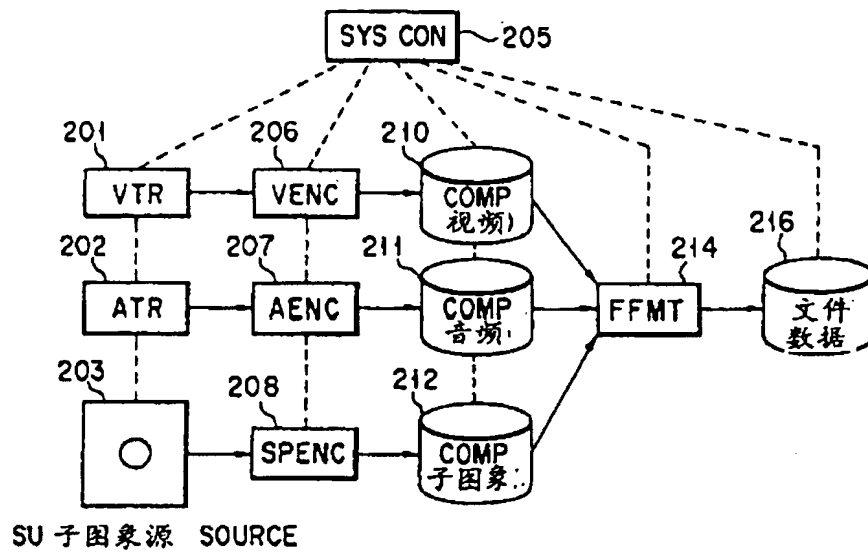 SYS CON
205
201
206
210
VTR
VENC
COMP
视频
202
207
211
214
216
ATR
AENC
COMP
音频
FFMT
文件
数据
203
208
212
SPENC
COMP
子图象
SU 子图象源 SOURCE